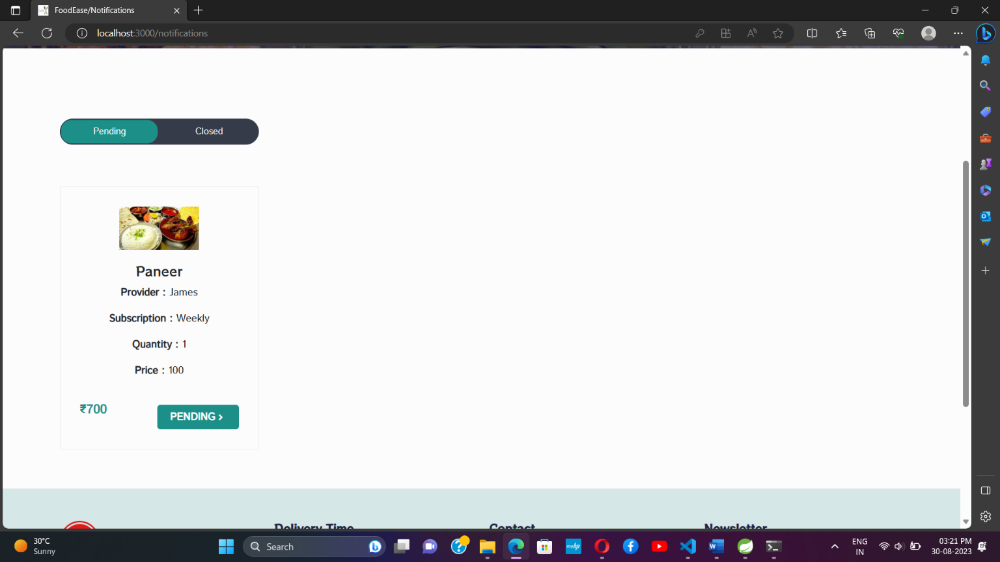 FoodEase/Notifications
localhost:3000/notifications
Pending
Closed
Paneer
Provider : James
Subscription : Weekly
Quantity : 1
Price : 100
₹700
PENDING
Delivery Time
Contact
Newsletter
30°C
Sunny
Search
myhp
ENG
IN
03:21 PM
30-08-2023